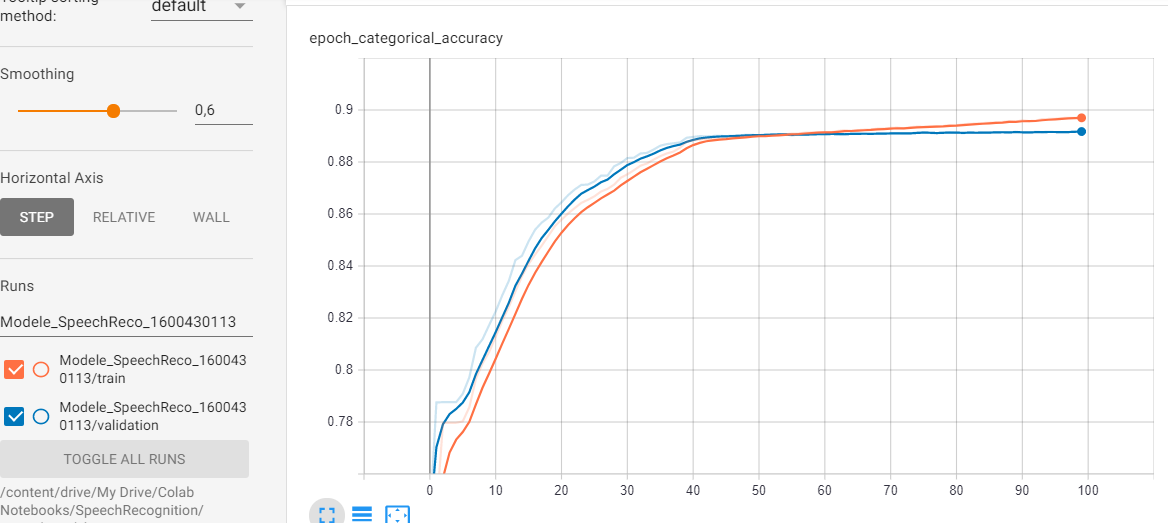 method:
default
Smoothing
0,6
Horizontal Axis
STEP RELATIVE WALL
Runs
Modele_SpeechReco_1600430113
Modele_SpeechReco_160043
0113/train
Modele_SpeechReco_160043
0113/validation
TOGGLE ALL RUNS
/content/drive/My Drive/Colab
Notebooks/SpeechRecognition/
epoch_categorical_accuracy
0.9
0.88
0.86
0.84
0.82
0.8
0.78
0 10 20 30 40 50 60 70 80 90 100